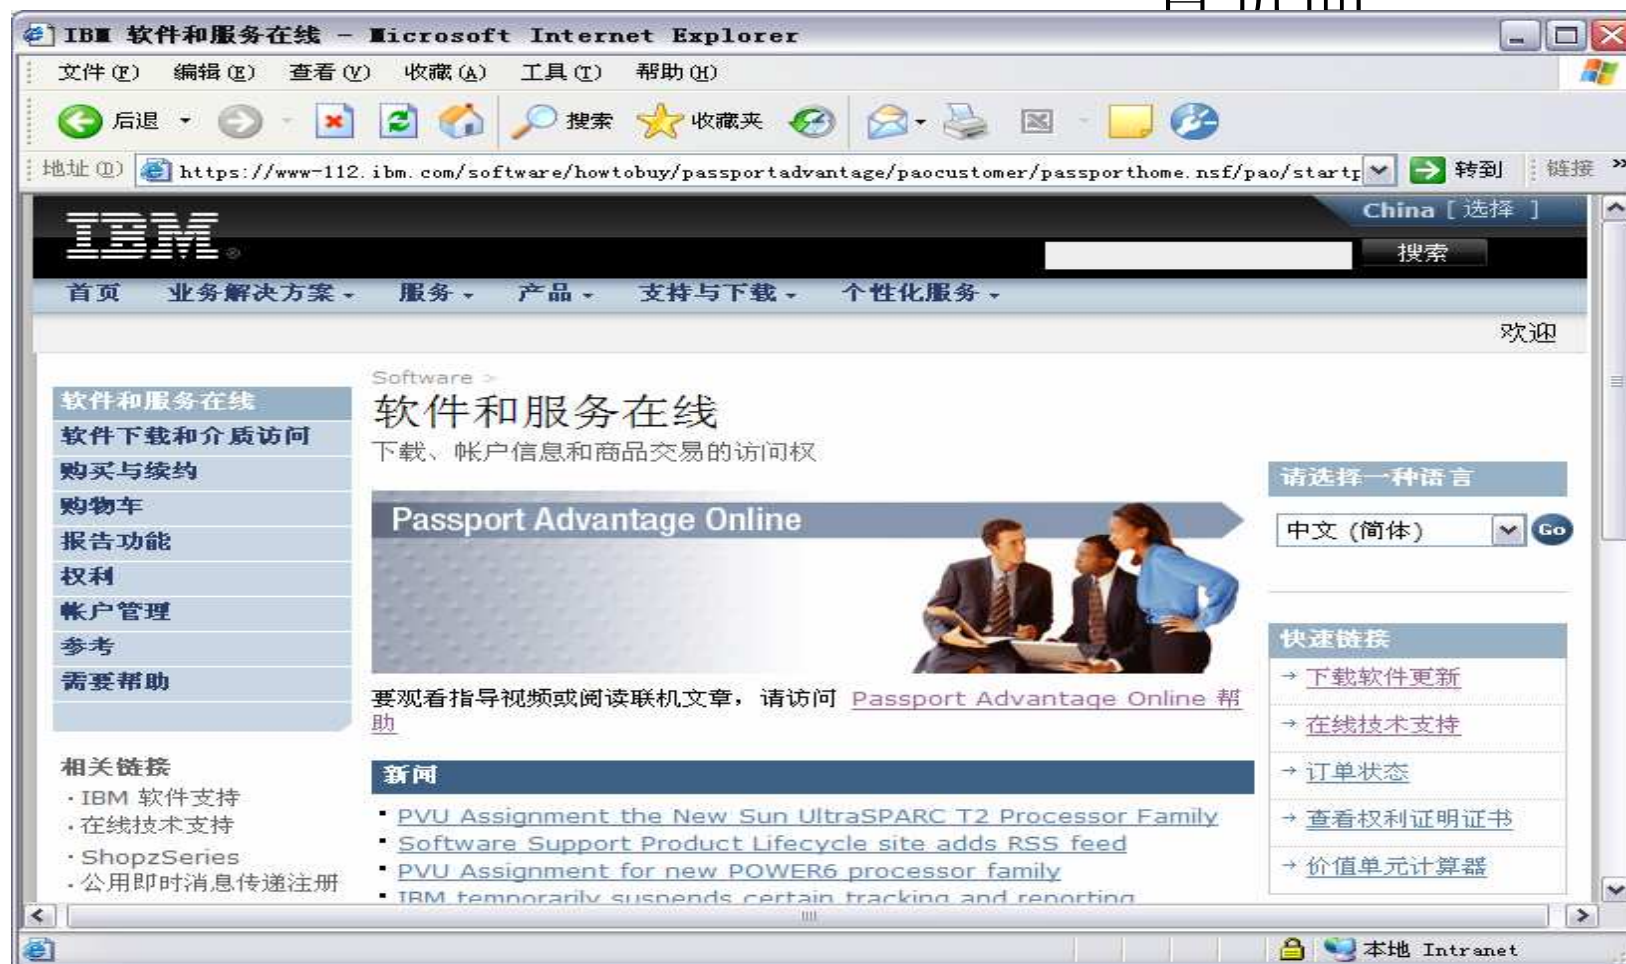 IBM 软件和服务在线 - Microsoft Internet Explorer
文件(F) 编辑(E) 查看(V) 收藏(A) 工具(T) 帮助(H)
后退 搜索 收藏夹
地址(D) https://www-112.ibm.com/software/howtobuy/passportadvantage/paocustomer/passporthome.nsf/pao/startp 转到 链接 »
China [ 选择 ]
IBM®
搜索
首页 业务解决方案 服务 产品 支持与下载 个性化服务
欢迎
软件和服务在线
软件下载和介质访问
购买与续约
购物车
报告功能
权利
帐户管理
参考
需要帮助
相关链接
· IBM 软件支持
· 在线技术支持
· ShopzSeries
· 公用即时消息传递注册
Software >
软件和服务在线
下载、帐户信息和商品交易的访问权
Passport Advantage Online
要观看指导视频或阅读联机文章，请访问 Passport Advantage Online 帮
助
新闻
▪ PVU Assignment the New Sun UltraSPARC T2 Processor Family
▪ Software Support Product Lifecycle site adds RSS feed
▪ PVU Assignment for new POWER6 processor family
▪ IBM temporarily suspends certain tracking and reporting
请选择一种语言
中文 (简体) Go
快速链接
→ 下载软件更新
→ 在线技术支持
→ 订单状态
→ 查看权利证明证书
→ 价值单元计算器
本地 Intranet